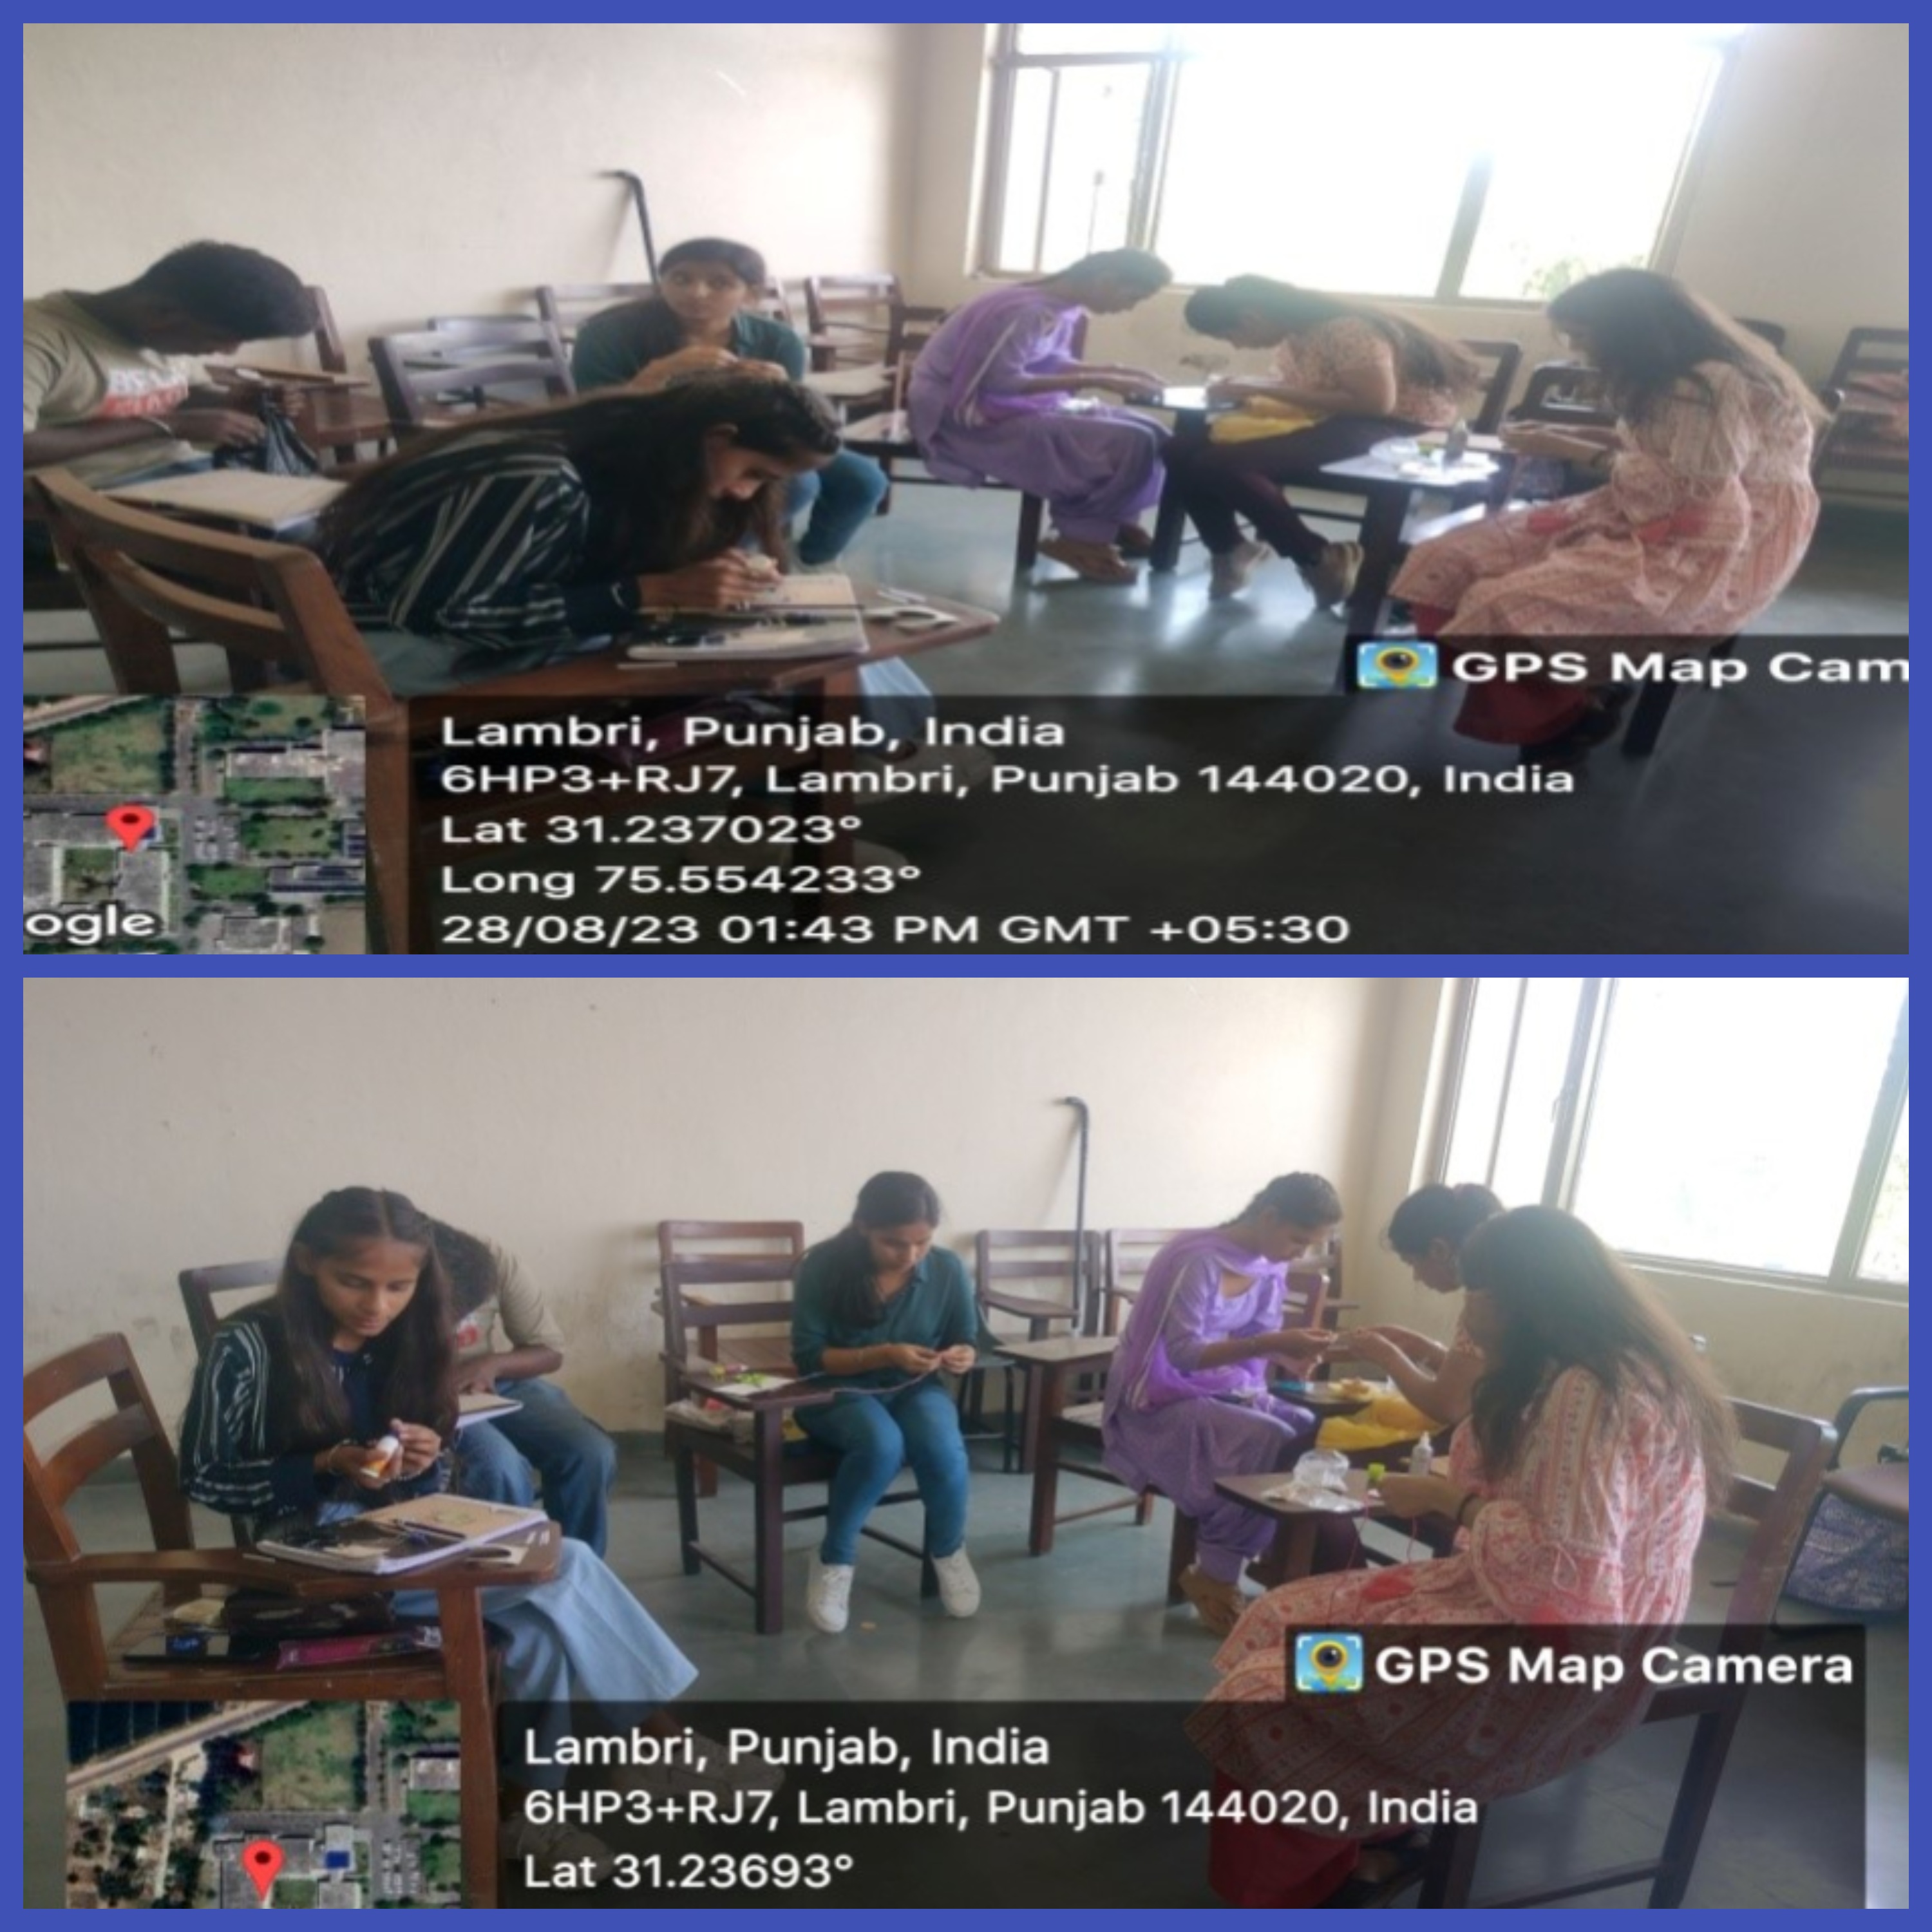 GPS Map Cam
Lambri, Punjab, India
6HP3+RJ7, Lambri, Punjab 144020, India
Lat 31.237023°
Long 75.554233°
28/08/23 01:43 PM GMT +05:30
ogle
GPS Map Camera
Lambri, Punjab, India
6HP3+RJ7, Lambri, Punjab 144020, India
Lat 31.23693°